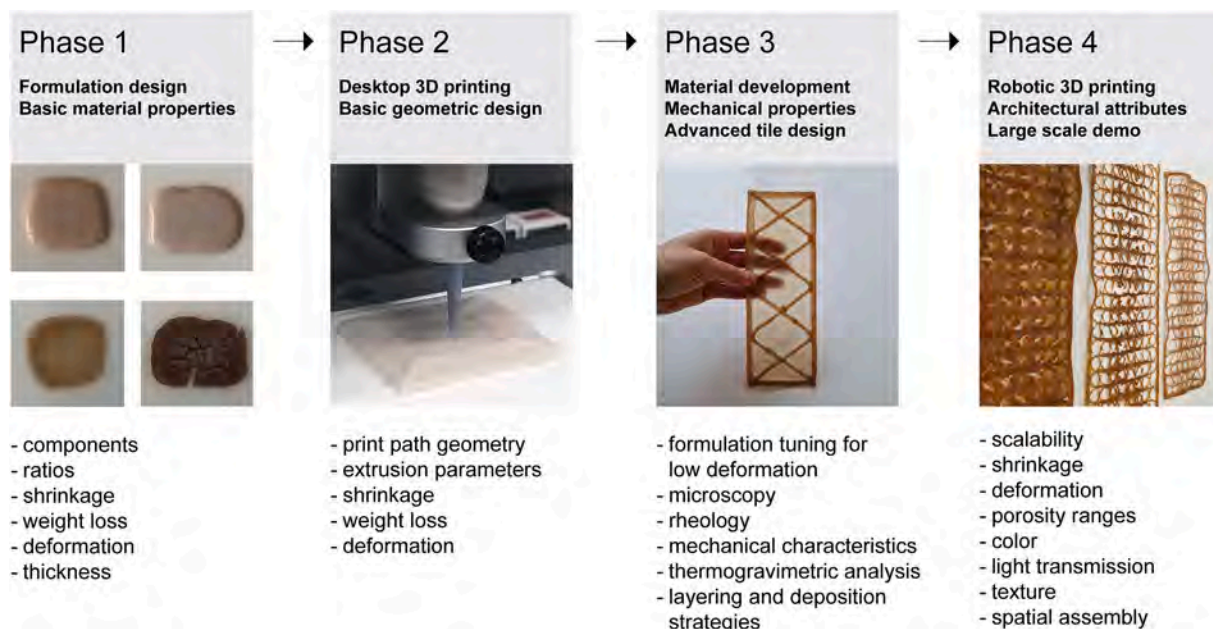 Phase 1
Formulation design
Basic material properties
- components
- ratios
- shrinkage
- weight loss
- deformation
- thickness
Phase 2
Desktop 3D printing
Basic geometric design
- print path geometry
- extrusion parameters
- shrinkage
- weight loss
- deformation
Phase 3
Material development
Mechanical properties
Advanced tile design
- formulation tuning for
low deformation
- microscopy
- rheology
- mechanical characteristics
- thermogravimetric analysis
- layering and deposition
strategies
Phase 4
Robotic 3D printing
Architectural attributes
Large scale demo
- scalability
- shrinkage
- deformation
- porosity ranges
- color
- light transmission
- texture
- spatial assembly